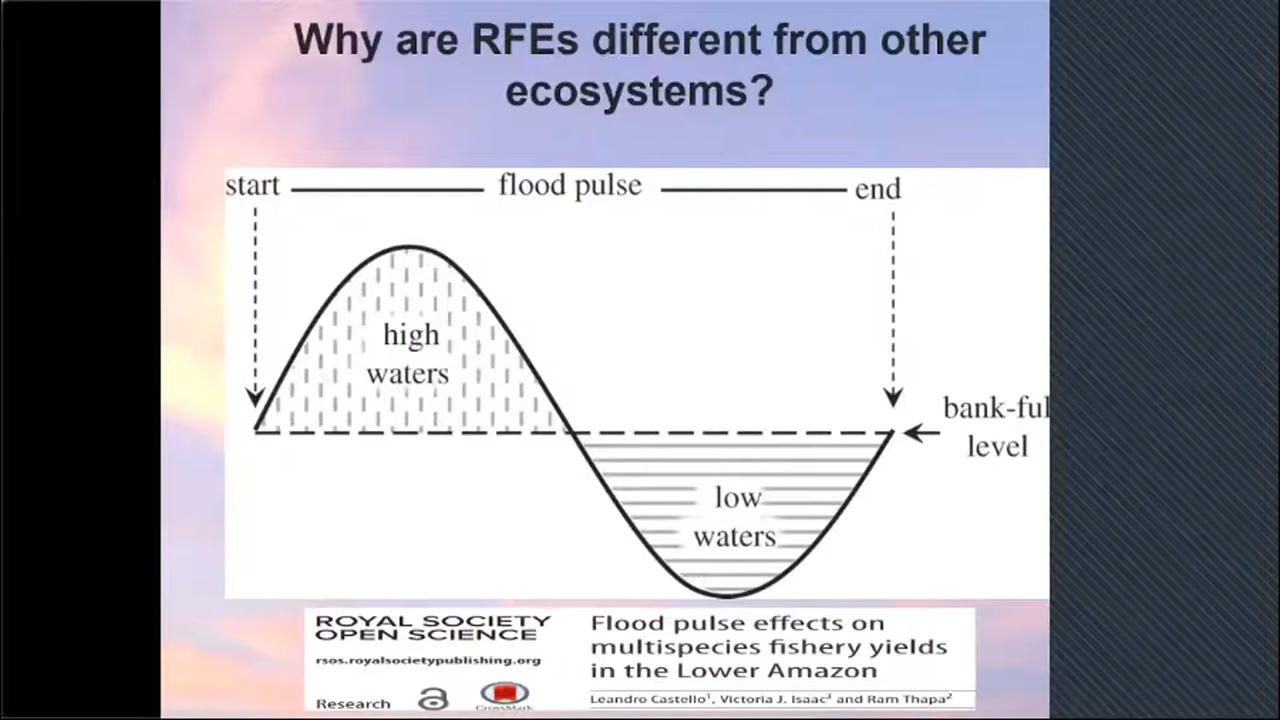 Why are RFEs different from other
ecosystems?
start flood pulse end
high
waters
bank-ful
level
low
waters
ROYAL SOCIETY
OPEN SCIENCE
rsos.royalsocietypublishing.org
Research
CrossMark
Flood pulse effects on
multispecies fishery yields
in the Lower Amazon
Leandro Castello¹, Victoria J. Isaac² and Ram Thapa²